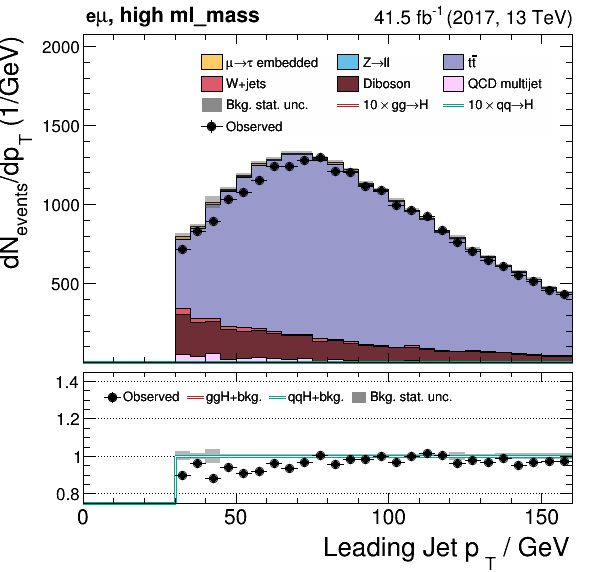 eμ, high ml_mass 41.5 fb⁻¹ (2017, 13 TeV)
dN_events/dp_T (1/GeV)
2000
1500
1000
500
μ→τ embedded Z→ll tt̄
W+jets Diboson QCD multijet
Bkg. stat. unc. 10 × gg→H 10 × qq→H
Observed
1.4
1.2
1
0.8
Observed ggH+bkg. qqH+bkg. Bkg. stat. unc.
0 50 100 150
Leading Jet p_T / GeV